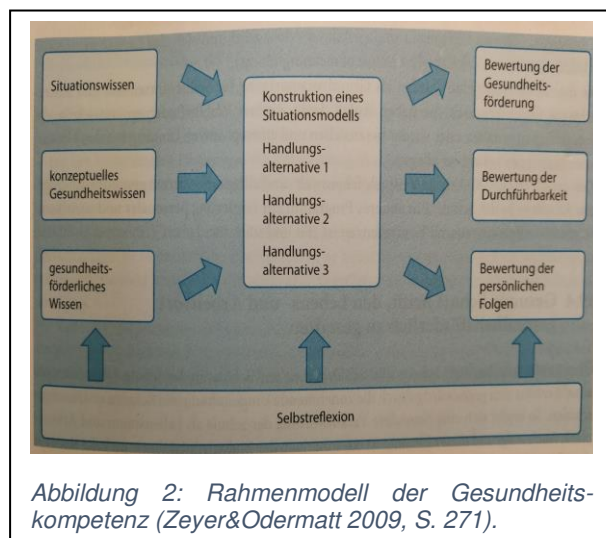 Situationswissen
konzeptuelles
Gesundheitswissen
gesundheits-
förderliches
Wissen
Konstruktion eines
Situationsmodells
Handlungs-
alternative 1
Handlungs-
alternative 2
Handlungs-
alternative 3
Bewertung der
Gesundheits-
förderung
Bewertung der
Durchführbarkeit
Bewertung der
persönlichen
Folgen
Selbstreflexion
Abbildung 2: Rahmenmodell der Gesundheits-
kompetenz (Zeyer&Odermatt 2009, S. 271).